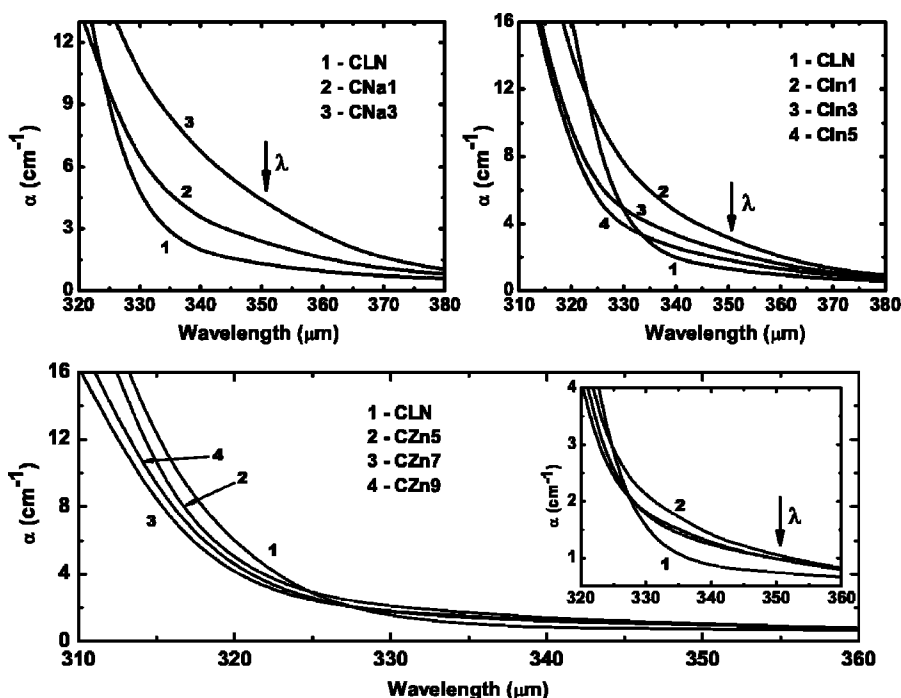 12
9
6
3
0
α (cm⁻¹)
320 330 340 350 360 370 380
Wavelength (μm)
1 - CLN
2 - CNa1
3 - CNa3
3
2
1
λ
16
12
8
4
0
α (cm⁻¹)
310 320 330 340 350 360 370 380
Wavelength (μm)
1 - CLN
2 - CIn1
3 - CIn3
4 - CIn5
2
3
4
1
λ
16
12
8
4
0
α (cm⁻¹)
310 320 330 340 350 360
Wavelength (μm)
1 - CLN
2 - CZn5
3 - CZn7
4 - CZn9
4
2
3
1
4
3
2
1
α (cm⁻¹)
320 330 340 350 360
2
1
λ